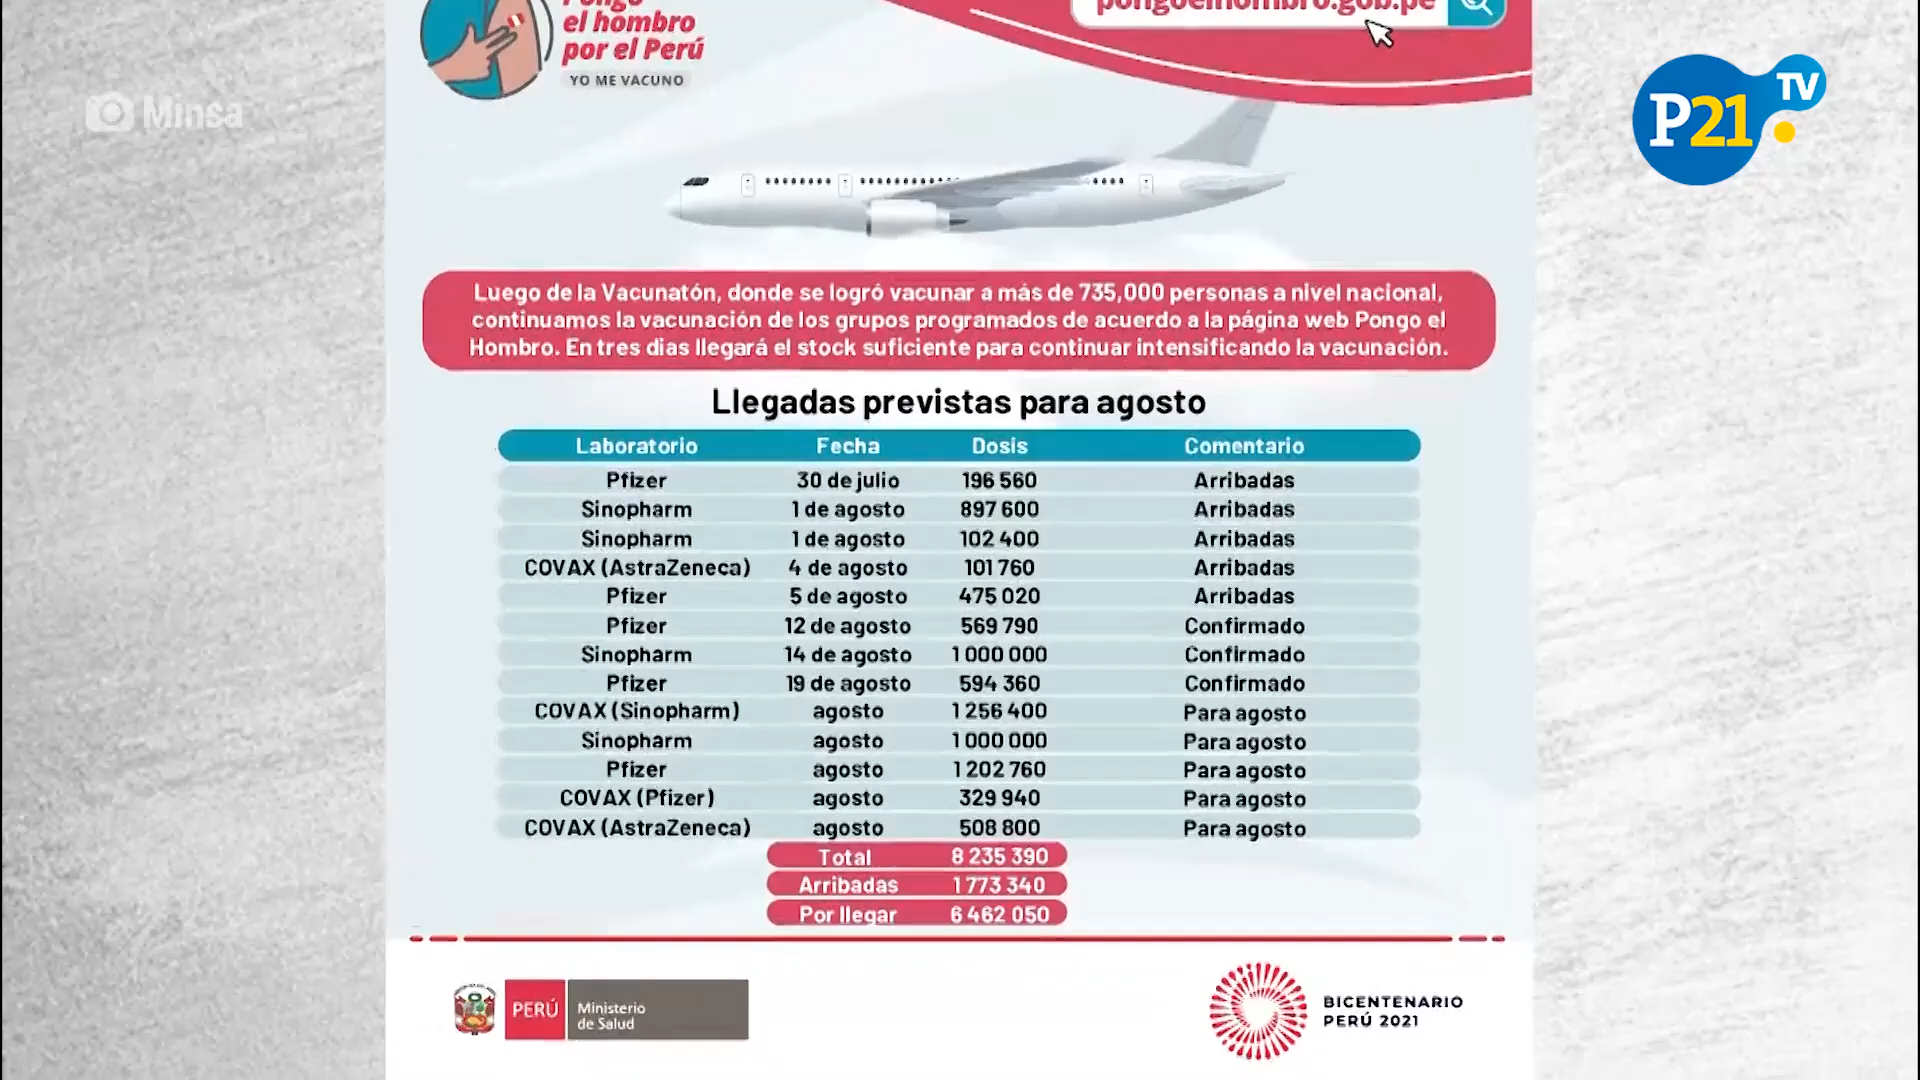 Pongo
el hombro
por el Perú
YO ME VACUNO
pongoelhombro.gob.pe
Minsa
P21
TV
Luego de la Vacunatón, donde se logró vacunar a más de 735,000 personas a nivel nacional,
continuamos la vacunación de los grupos programados de acuerdo a la página web Pongo el
Hombro. En tres dias llegará el stock suficiente para continuar intensificando la vacunación.
Llegadas previstas para agosto
Laboratorio Fecha Dosis Comentario
Pfizer 30 de julio 196 560 Arribadas
Sinopharm 1 de agosto 897 600 Arribadas
Sinopharm 1 de agosto 102 400 Arribadas
COVAX (AstraZeneca) 4 de agosto 101 760 Arribadas
Pfizer 5 de agosto 475 020 Arribadas
Pfizer 12 de agosto 569 790 Confirmado
Sinopharm 14 de agosto 1 000 000 Confirmado
Pfizer 19 de agosto 594 360 Confirmado
COVAX (Sinopharm) agosto 1 256 400 Para agosto
Sinopharm agosto 1 000 000 Para agosto
Pfizer agosto 1 202 760 Para agosto
COVAX (Pfizer) agosto 329 940 Para agosto
COVAX (AstraZeneca) agosto 508 800 Para agosto
Total 8 235 390
Arribadas 1 773 340
Por llegar 6 462 050
PERÚ
Ministerio
de Salud
BICENTENARIO
PERÚ 2021